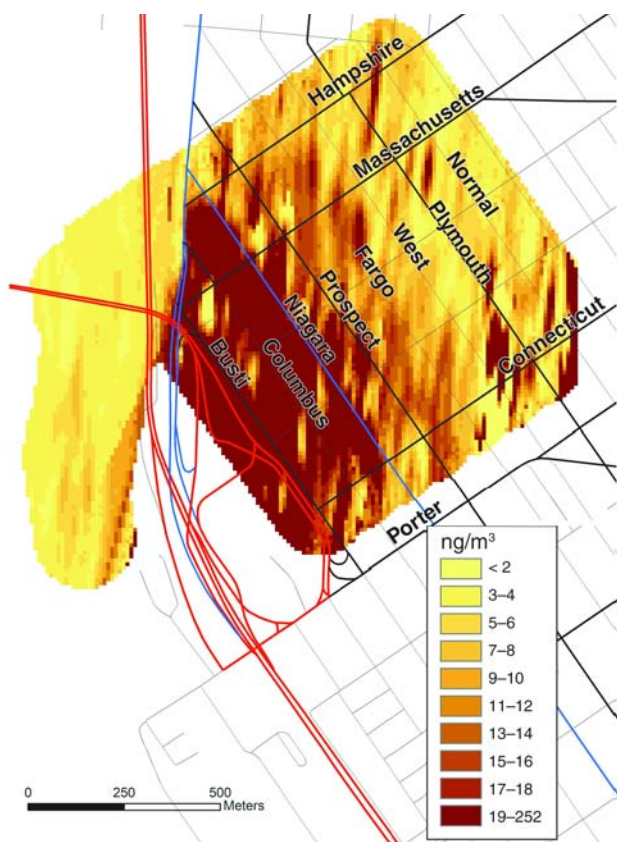 Hampshire
Massachusetts
Normal
Plymouth
West
Fargo
Prospect
Niagara
Columbus
Busti
Connecticut
Porter
ng/m³
< 2
3–4
5–6
7–8
9–10
11–12
13–14
15–16
17–18
19–252
0 250 500
Meters